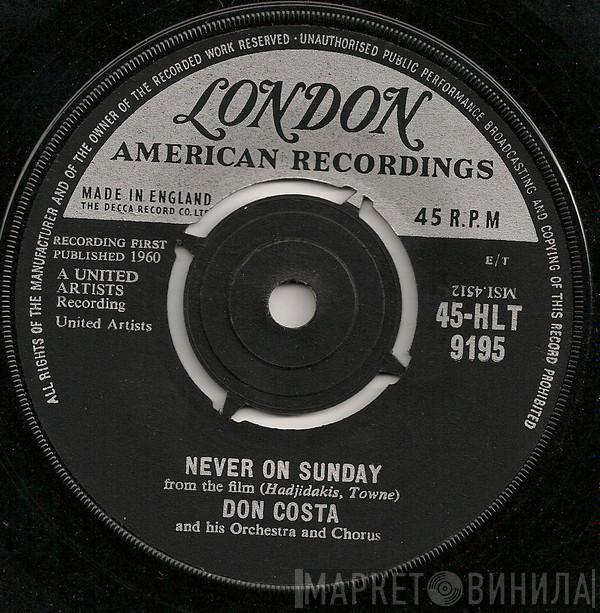 ALL RIGHTS OF THE MANUFACTURER AND OF THE OWNER OF THE RECORDED WORK RESERVED · UNAUTHORISED PUBLIC PERFORMANCE BROADCASTING AND COPYING OF THIS RECORD PROHIBITED
LONDON
AMERICAN RECORDINGS
MADE IN ENGLAND
THE DECCA RECORD CO. LTD
45 R.P.M
RECORDING FIRST
PUBLISHED 1960
A UNITED
ARTISTS
Recording
United Artists
E/T
MSI.4512
45-HLT
9195
NEVER ON SUNDAY
from the film (Hadjidakis, Towne)
DON COSTA
and his Orchestra and Chorus
МАРКЕТ ВИНИЛА